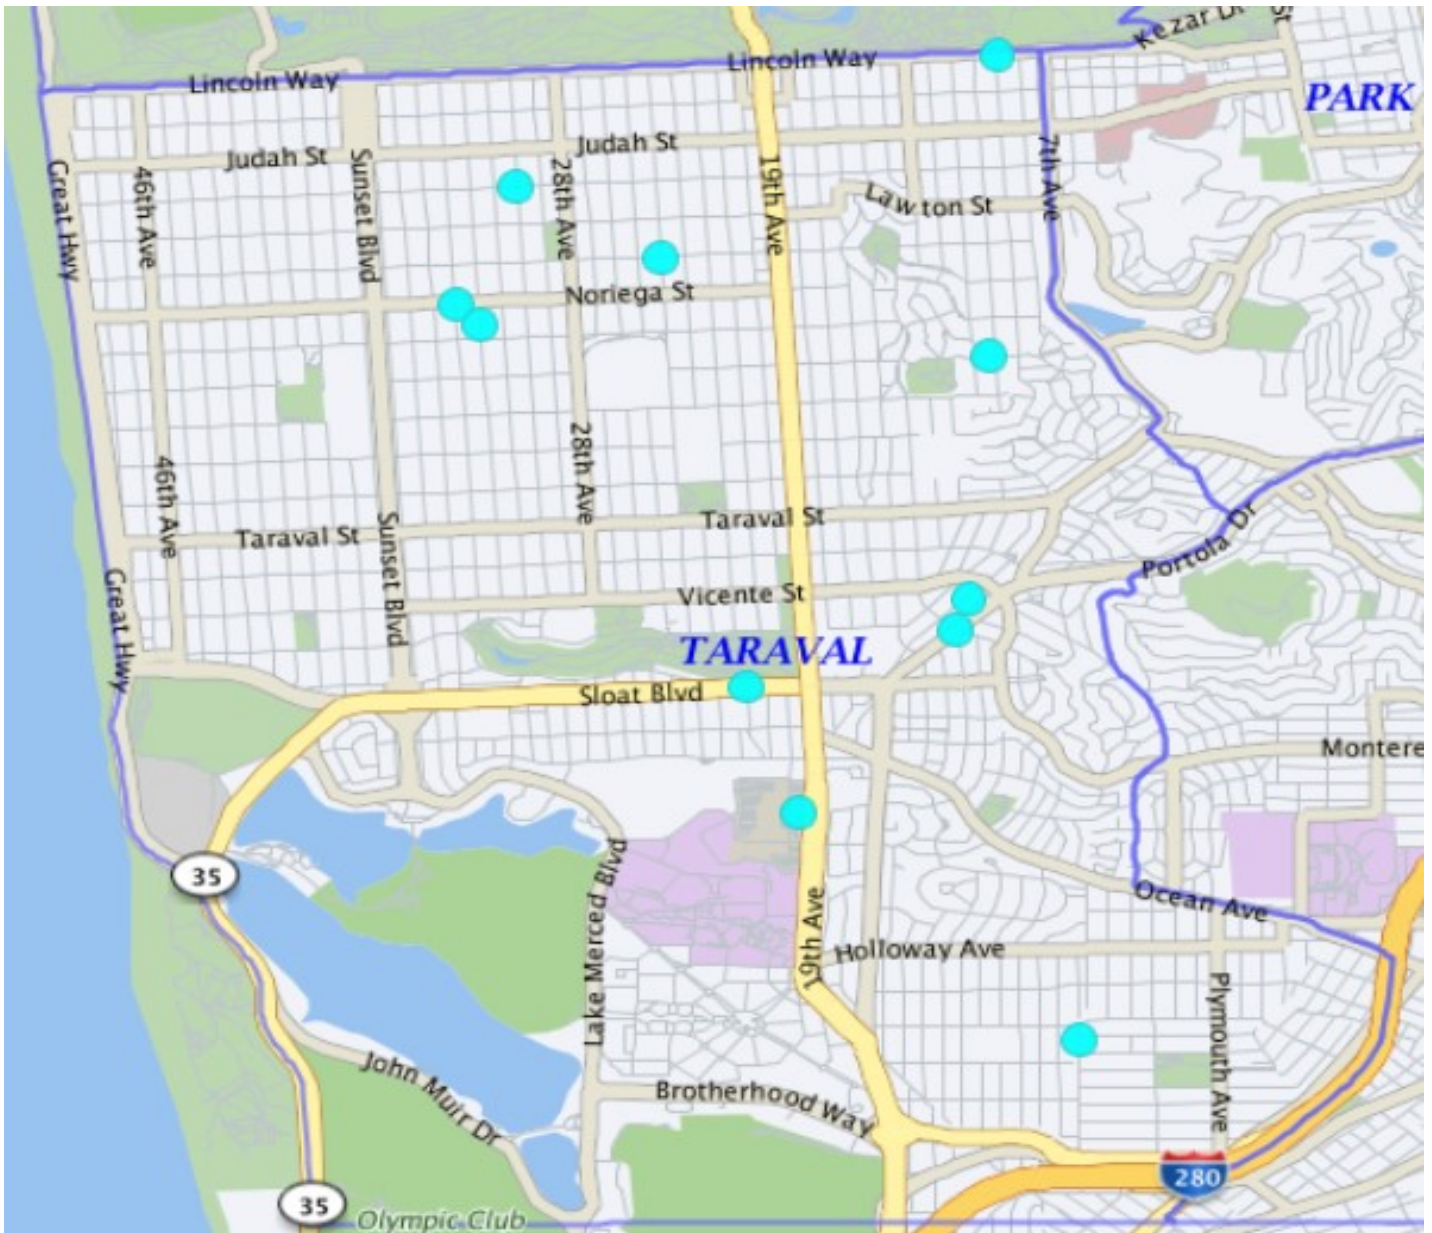 Kezar Dr
St
Lincoln Way
Lincoln Way
PARK
Judah St
Judah St
Great Hwy
46th Ave
Sunset Blvd
28th Ave
19th Ave
7th Ave
Lawton St
Noriega St
28th Ave
46th Ave
Sunset Blvd
Taraval St
Taraval St
Portola Dr
Great Hwy
Vicente St
TARAVAL
Sloat Blvd
Montere
35
Lake Merced Blvd
19th Ave
Ocean Ave
Holloway Ave
Plymouth Ave
John Muir Dr
Brotherhood Way
280
35
Olympic Club